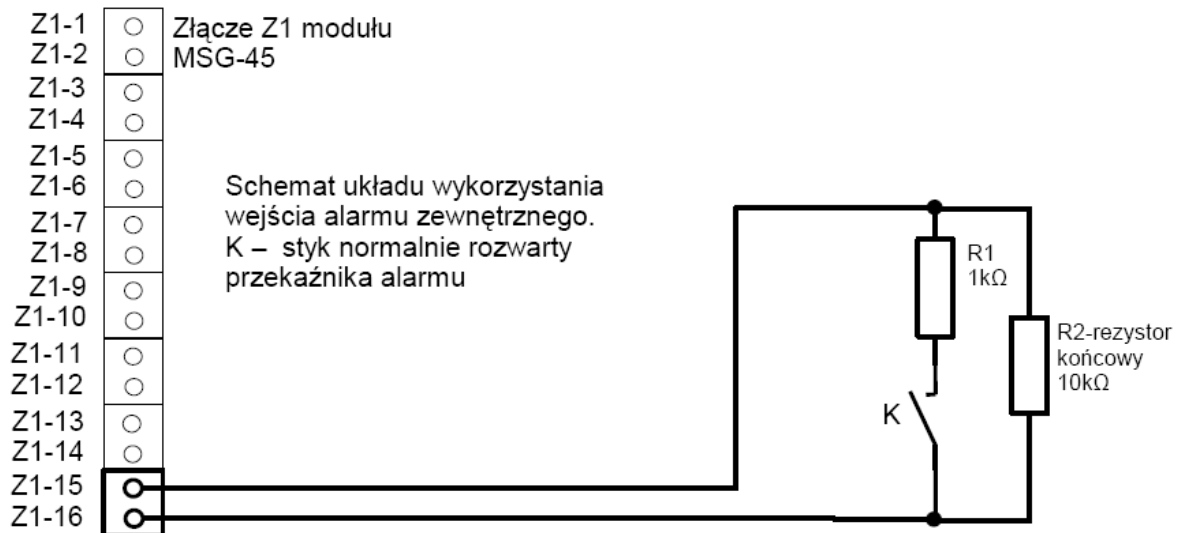 Z1-1
Z1-2
Z1-3
Z1-4
Z1-5
Z1-6
Z1-7
Z1-8
Z1-9
Z1-10
Z1-11
Z1-12
Z1-13
Z1-14
Z1-15
Z1-16
Złącze Z1 modułu
MSG-45
Schemat układu wykorzystania
wejścia alarmu zewnętrznego.
K – styk normalnie rozwarty
przekaźnika alarmu
R1
1kΩ
K
R2-rezystor
końcowy
10kΩ